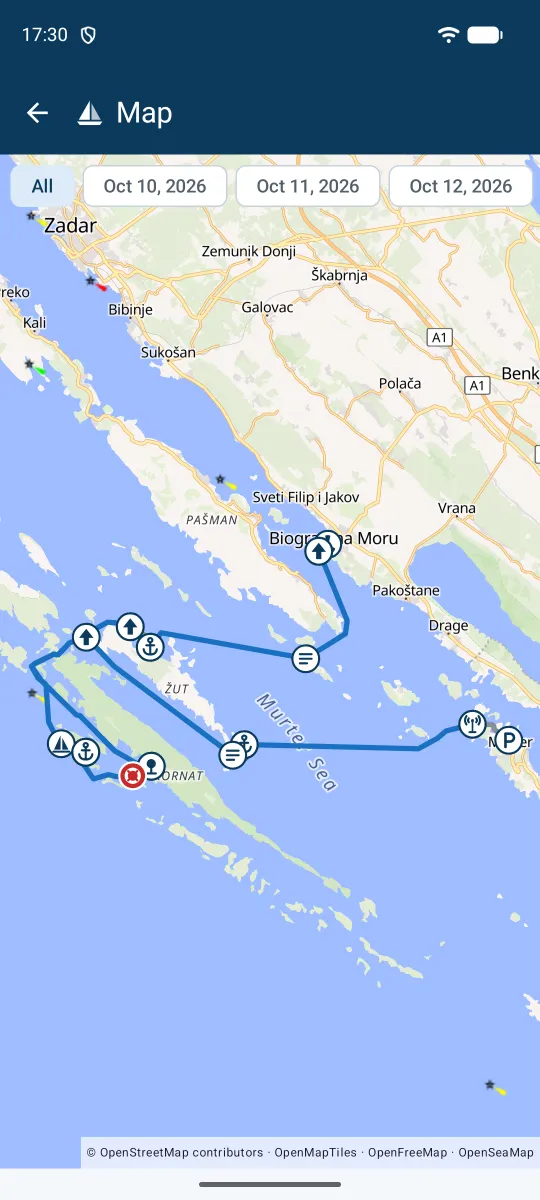 17:30
Map
All
Oct 10, 2026
Oct 11, 2026
Oct 12, 2026
Zadar
Zemunik Donji
Škabrnja
Preko
Bibinje
Galovac
Kali
A1
Sukošan
Benk
Polača
A1
Sveti Filip i Jakov
Vrana
PAŠMAN
Biograd na Moru
Pakoštane
Drage
ŽUT
Murter Sea
P
KORNAT
© OpenStreetMap contributors · OpenMapTiles · OpenFreeMap · OpenSeaMap